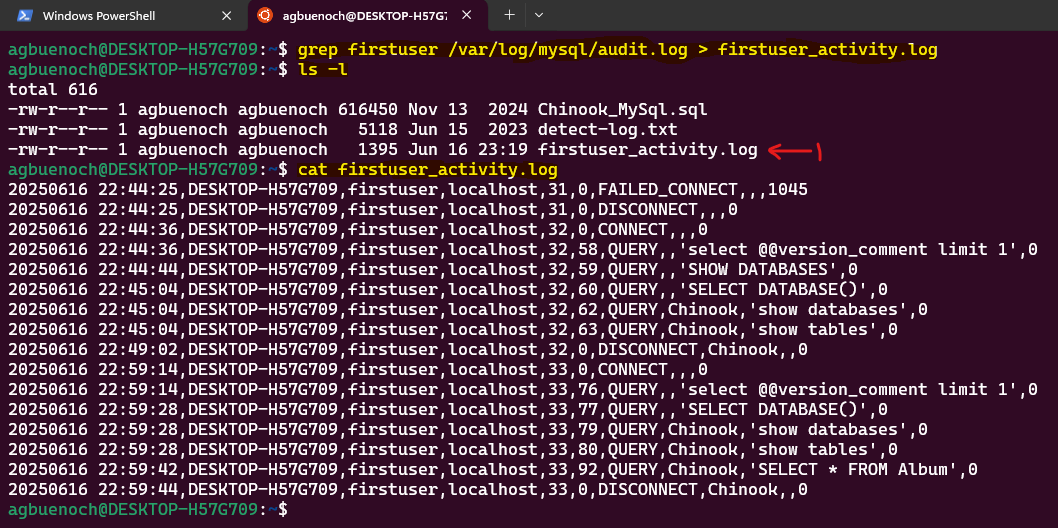 Windows PowerShell
agbuenoch@DESKTOP-H57G7
agbuenoch@DESKTOP-H57G709:~$ grep firstuser /var/log/mysql/audit.log > firstuser_activity.log
agbuenoch@DESKTOP-H57G709:~$ ls -l
total 616
-rw-r--r-- 1 agbuenoch agbuenoch 616450 Nov 13  2024 Chinook_MySql.sql
-rw-r--r-- 1 agbuenoch agbuenoch   5118 Jun 15  2023 detect-log.txt
-rw-r--r-- 1 agbuenoch agbuenoch   1395 Jun 16 23:19 firstuser_activity.log
agbuenoch@DESKTOP-H57G709:~$ cat firstuser_activity.log
20250616 22:44:25,DESKTOP-H57G709,firstuser,localhost,31,0,FAILED_CONNECT,,,1045
20250616 22:44:25,DESKTOP-H57G709,firstuser,localhost,31,0,DISCONNECT,,,0
20250616 22:44:36,DESKTOP-H57G709,firstuser,localhost,32,0,CONNECT,,,0
20250616 22:44:36,DESKTOP-H57G709,firstuser,localhost,32,58,QUERY,,'select @@version_comment limit 1',0
20250616 22:44:44,DESKTOP-H57G709,firstuser,localhost,32,59,QUERY,,'SHOW DATABASES',0
20250616 22:45:04,DESKTOP-H57G709,firstuser,localhost,32,60,QUERY,,'SELECT DATABASE()',0
20250616 22:45:04,DESKTOP-H57G709,firstuser,localhost,32,62,QUERY,Chinook,'show databases',0
20250616 22:45:04,DESKTOP-H57G709,firstuser,localhost,32,63,QUERY,Chinook,'show tables',0
20250616 22:49:02,DESKTOP-H57G709,firstuser,localhost,32,0,DISCONNECT,Chinook,,0
20250616 22:59:14,DESKTOP-H57G709,firstuser,localhost,33,0,CONNECT,,,0
20250616 22:59:14,DESKTOP-H57G709,firstuser,localhost,33,76,QUERY,,'select @@version_comment limit 1',0
20250616 22:59:28,DESKTOP-H57G709,firstuser,localhost,33,77,QUERY,,'SELECT DATABASE()',0
20250616 22:59:28,DESKTOP-H57G709,firstuser,localhost,33,79,QUERY,Chinook,'show databases',0
20250616 22:59:28,DESKTOP-H57G709,firstuser,localhost,33,80,QUERY,Chinook,'show tables',0
20250616 22:59:42,DESKTOP-H57G709,firstuser,localhost,33,92,QUERY,Chinook,'SELECT * FROM Album',0
20250616 22:59:44,DESKTOP-H57G709,firstuser,localhost,33,0,DISCONNECT,Chinook,,0
agbuenoch@DESKTOP-H57G709:~$